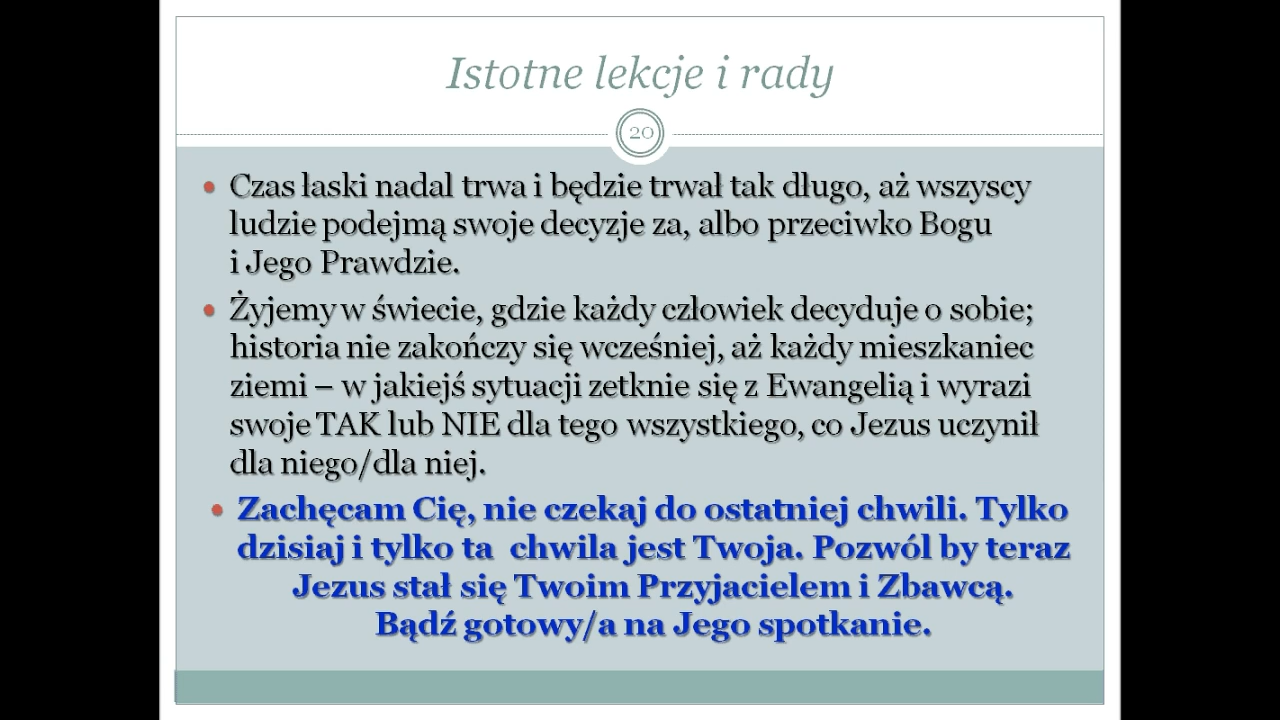 Istotne lekcje i rady
20
• Czas łaski nadal trwa i będzie trwał tak długo, aż wszyscy
ludzie podejmą swoje decyzje za, albo przeciwko Bogu
i Jego Prawdzie.
• Żyjemy w świecie, gdzie każdy człowiek decyduje o sobie;
historia nie zakończy się wcześniej, aż każdy mieszkaniec
ziemi – w jakiejś sytuacji zetknie się z Ewangelią i wyrazi
swoje TAK lub NIE dla tego wszystkiego, co Jezus uczynił
dla niego/dla niej.
• Zachęcam Cię, nie czekaj do ostatniej chwili. Tylko
dzisiaj i tylko ta chwila jest Twoja. Pozwól by teraz
Jezus stał się Twoim Przyjacielem i Zbawcą.
Bądź gotowy/a na Jego spotkanie.